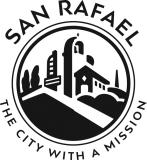 SAN RAFAEL
THE CITY WITH A MISSION